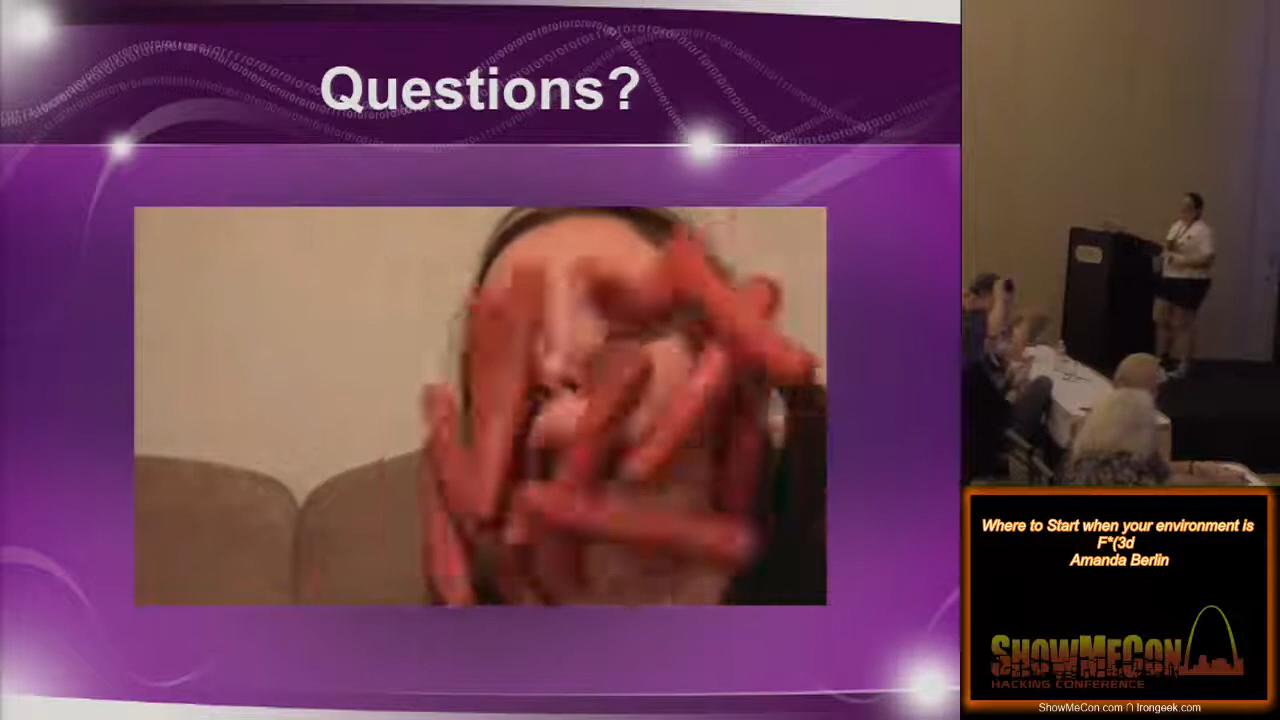 Questions?
Where to Start when your environment is
F*(3d
Amanda Berlin
SHOWMECON
HACKING CONFERENCE
ShowMeCon.com ∩ Irongeek.com